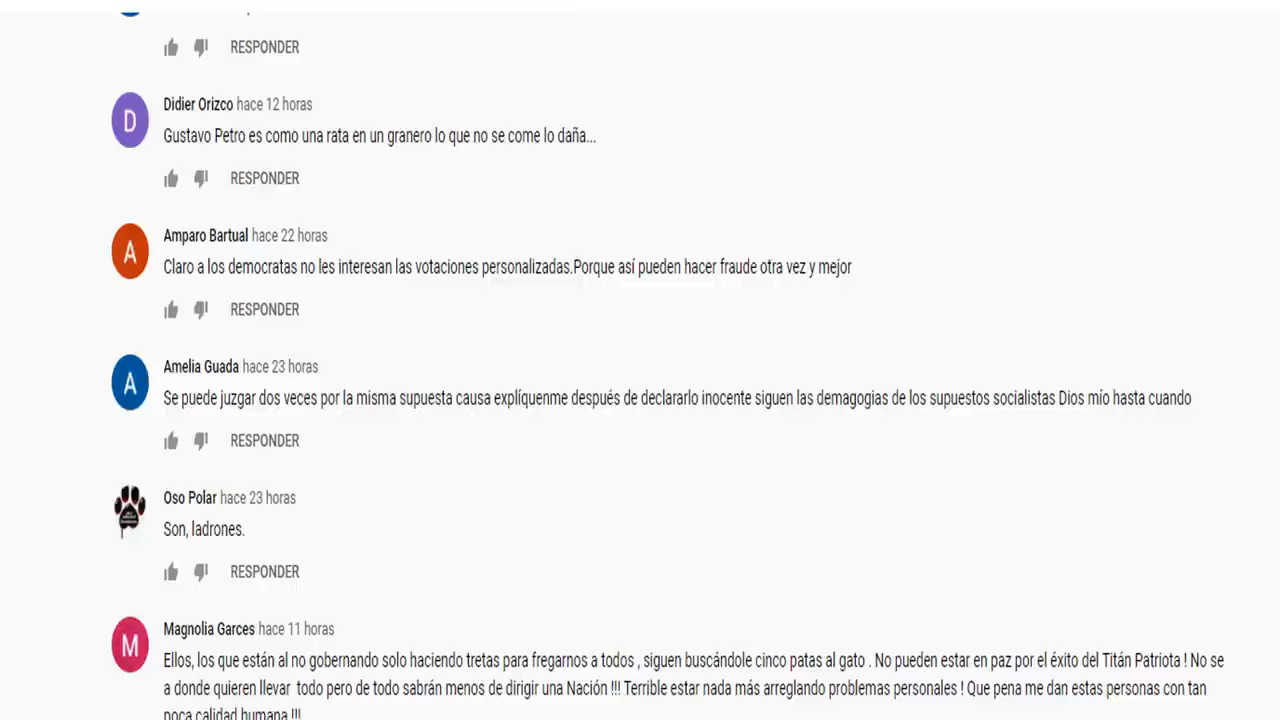 RESPONDER
Didier Orizco hace 12 horas
Gustavo Petro es como una rata en un granero lo que no se come lo daña...
RESPONDER
Amparo Bartual hace 22 horas
Claro a los democratas no les interesan las votaciones personalizadas.Porque así pueden hacer fraude otra vez y mejor
RESPONDER
Amelia Guada hace 23 horas
Se puede juzgar dos veces por la misma supuesta causa explíquenme después de declararlo inocente siguen las demagogias de los supuestos socialistas Dios mío hasta cuando
RESPONDER
Oso Polar hace 23 horas
Son, ladrones.
RESPONDER
Magnolia Garces hace 11 horas
Ellos, los que están al no gobernando solo haciendo tretas para fregarnos a todos , siguen buscándole cinco patas al gato . No pueden estar en paz por el éxito del Titán Patriota ! No se
a donde quieren llevar todo pero de todo sabrán menos de dirigir una Nación !!! Terrible estar nada más arreglando problemas personales ! Que pena me dan estas personas con tan
poca calidad humana !!!
D
A
A
M